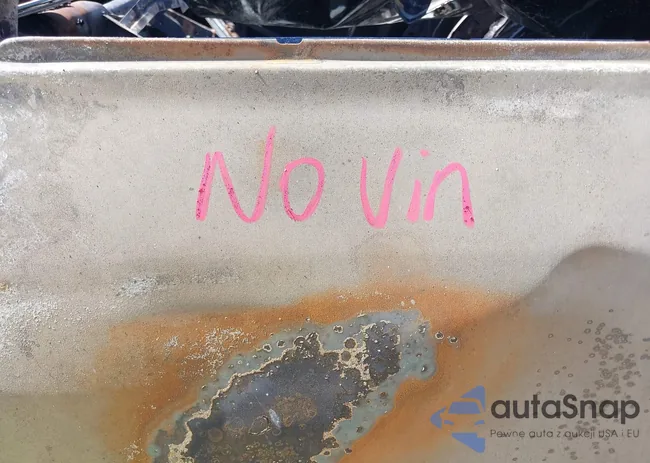 No Vin
autaSnap
Pewne auta z aukcji USA i EU